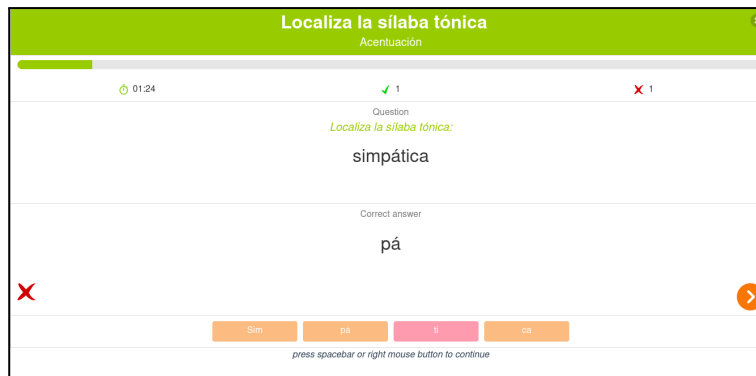 Localiza la sílaba tónica
Acentuación
01:24 1 1
Question
Localiza la sílaba tónica:
simpática
Correct answer
pá
Sim pá ti ca
press spacebar or right mouse button to continue